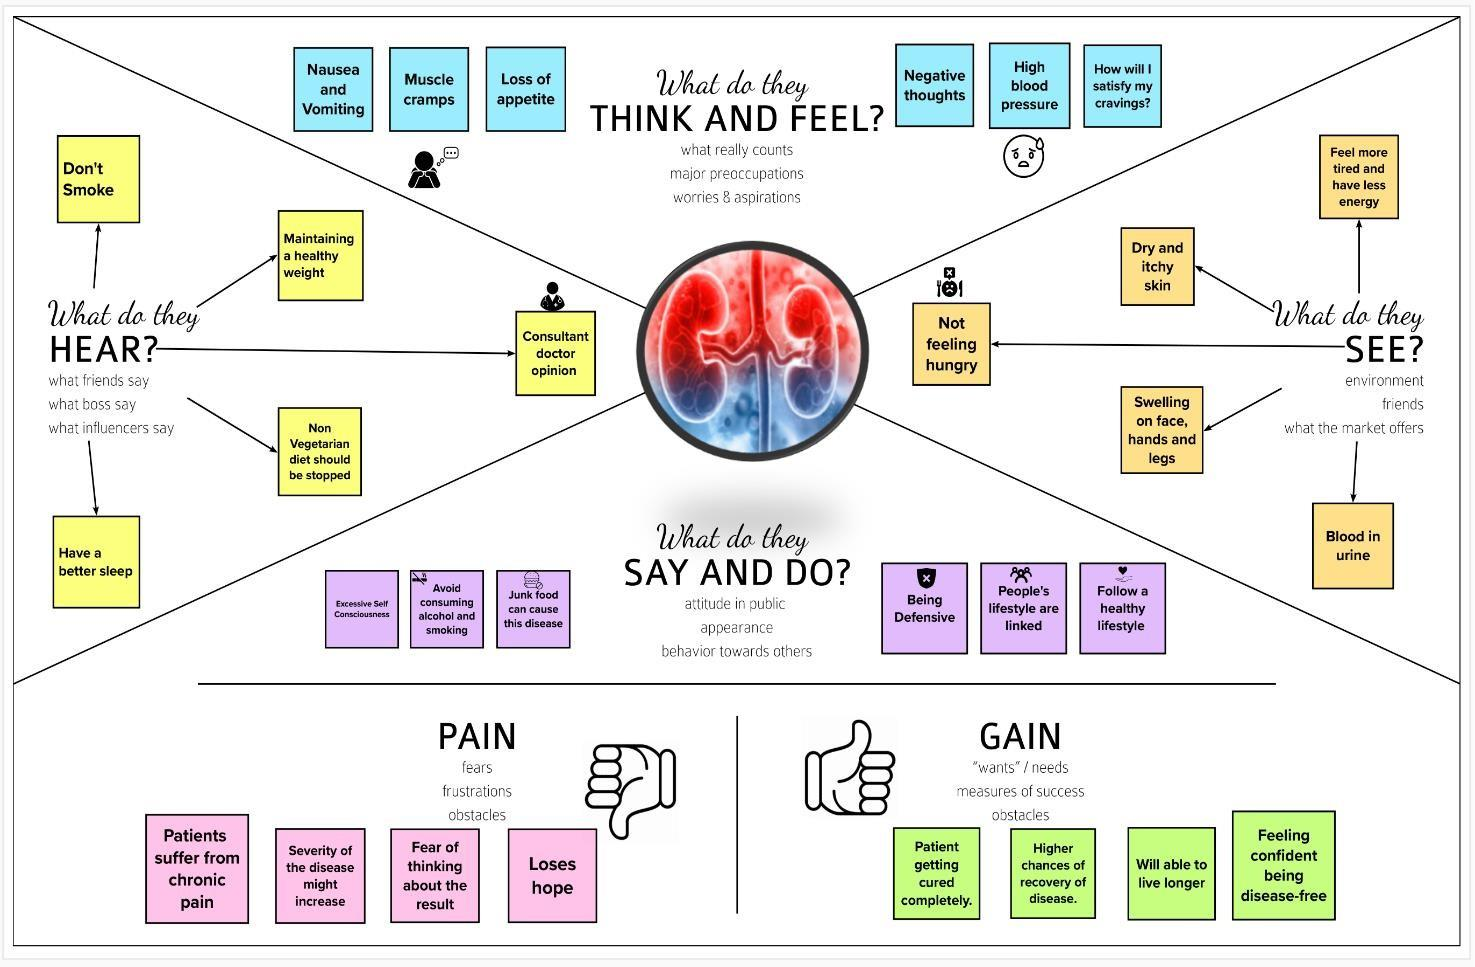 What do they
THINK AND FEEL?
what really counts
major preoccupations
worries & aspirations
Nausea
and
Vomiting
Muscle
cramps
Loss of
appetite
Negative
thoughts
High
blood
pressure
How will I
satisfy my
cravings?
What do they
HEAR?
what friends say
what boss say
what influencers say
Don't
Smoke
Maintaining
a healthy
weight
Consultant
doctor
opinion
Non
Vegetarian
diet should
be stopped
Have a
better sleep
What do they
SEE?
environment
friends
what the market offers
Feel more
tired and
have less
energy
Dry and
itchy
skin
Not
feeling
hungry
Swelling
on face,
hands and
legs
Blood in
urine
What do they
SAY AND DO?
attitude in public
appearance
behavior towards others
Excessive Self
Consciousness
Avoid
consuming
alcohol and
smoking
Junk food
can cause
this disease
Being
Defensive
People's
lifestyle are
linked
Follow a
healthy
lifestyle
PAIN
fears
frustrations
obstacles
Patients
suffer from
chronic
pain
Severity of
the disease
might
increase
Fear of
thinking
about the
result
Loses
hope
GAIN
“wants” / needs
measures of success
obstacles
Patient
getting
cured
completely.
Higher
chances of
recovery of
disease.
Will able to
live longer
Feeling
confident
being
disease-free